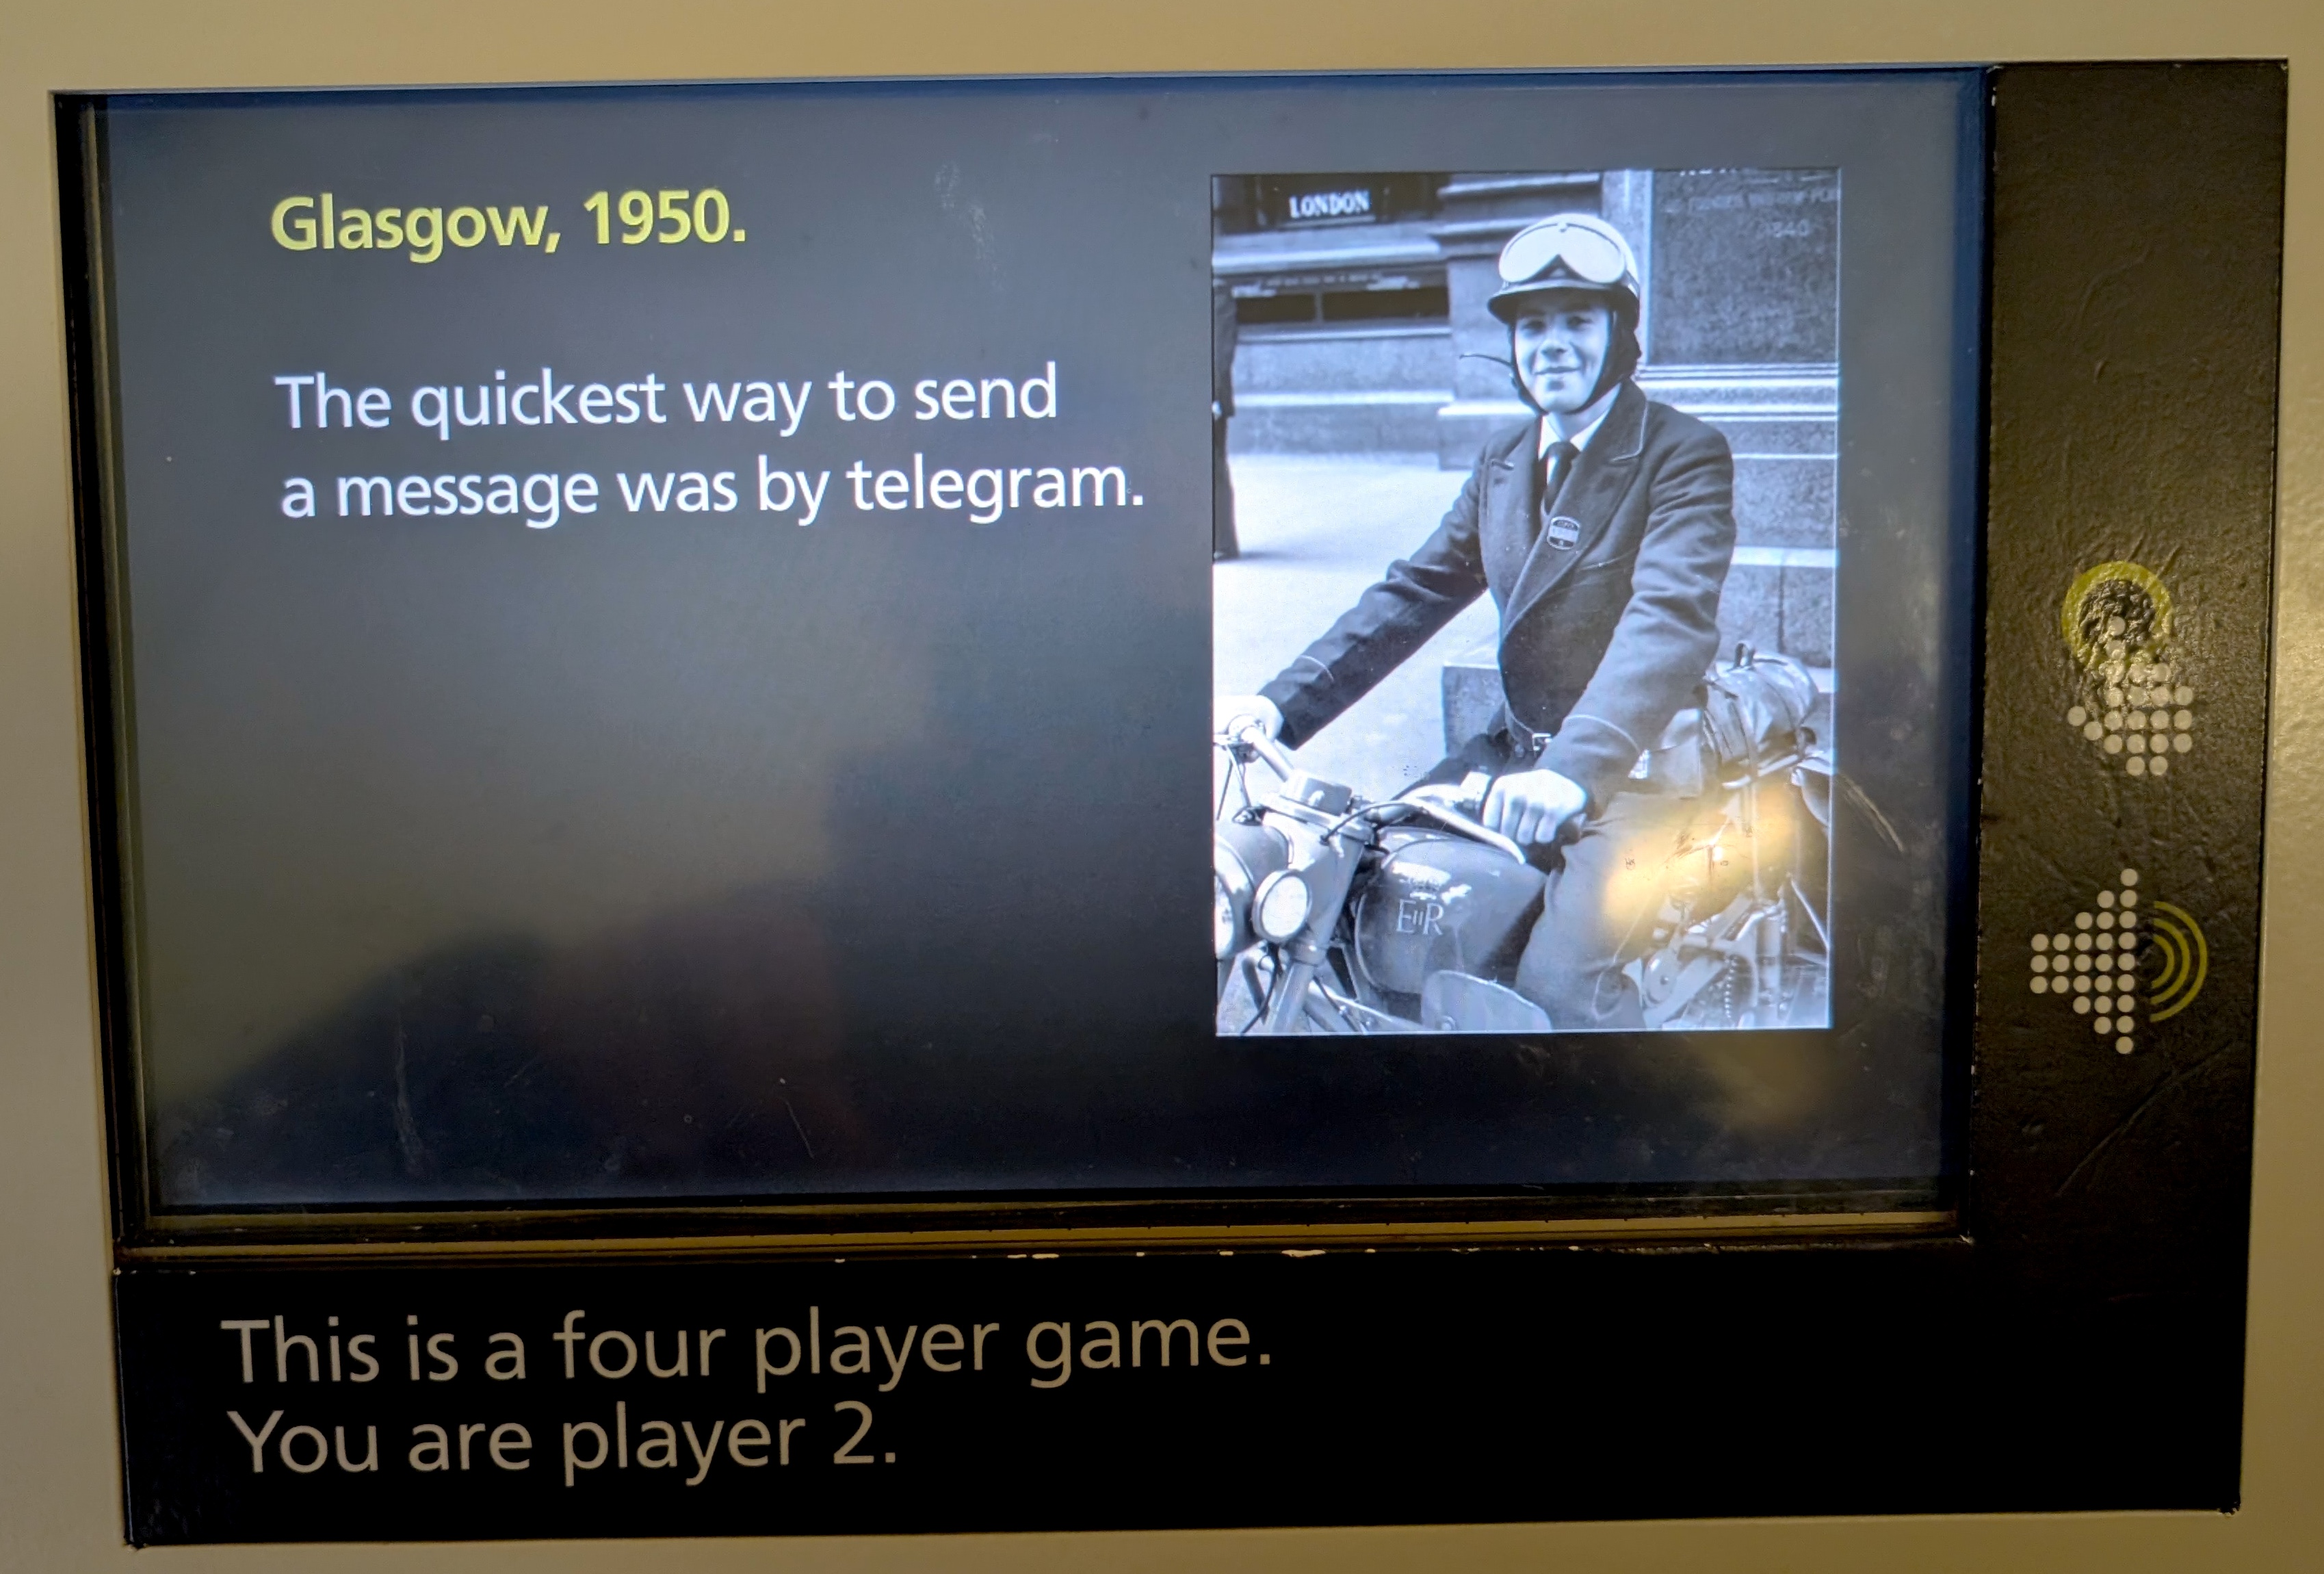 Glasgow, 1950.
The quickest way to send
a message was by telegram.
LONDON
1840
EIIR
This is a four player game.
You are player 2.